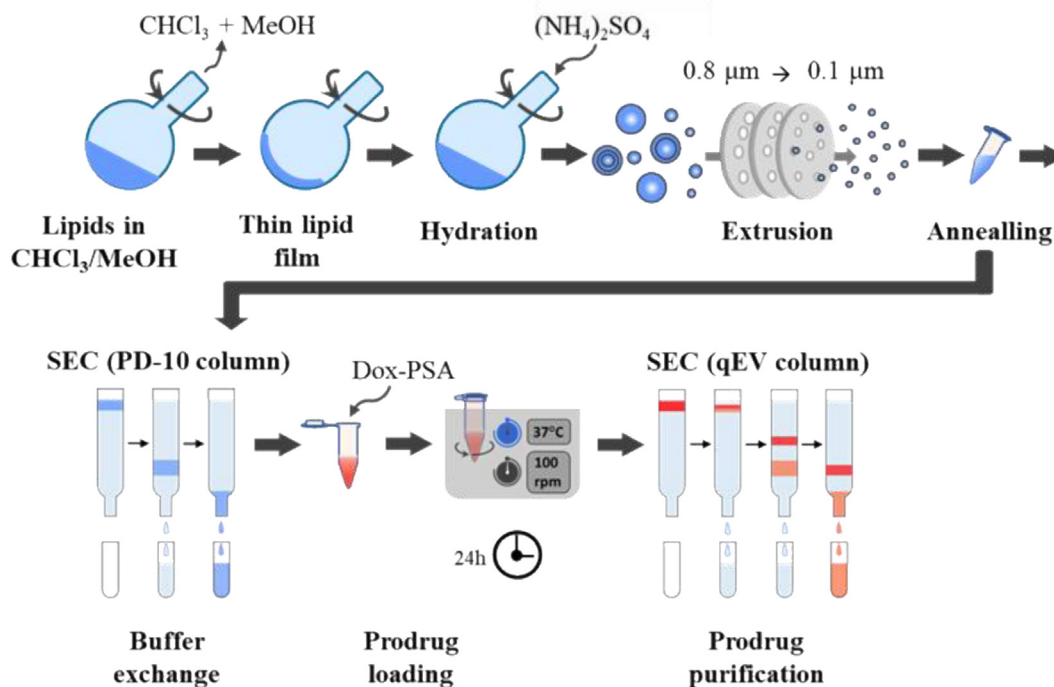 CHCl₃ + MeOH
(NH₄)₂SO₄
0.8 µm → 0.1 µm
Lipids in
CHCl₃/MeOH
Thin lipid
film
Hydration
Extrusion
Annealling
SEC (PD-10 column)
Dox-PSA
SEC (qEV column)
37°C
100
rpm
24h
Buffer
exchange
Prodrug
loading
Prodrug
purification